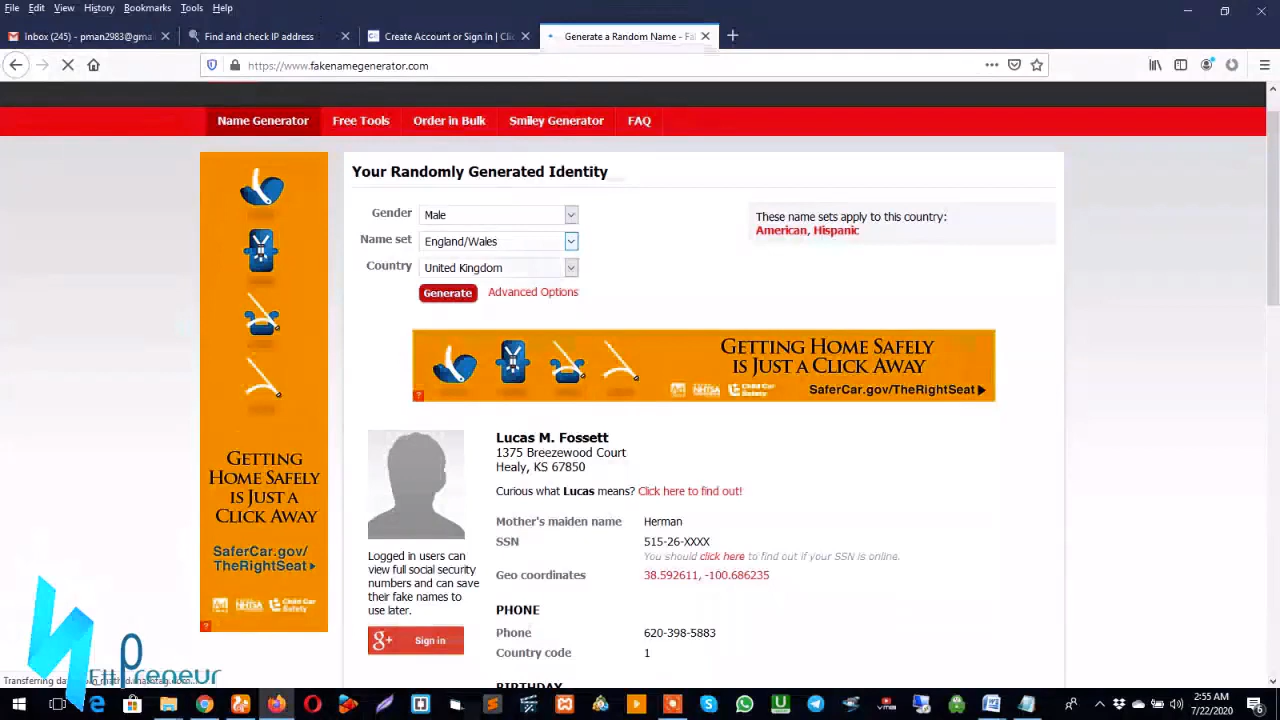 File Edit View History Bookmarks Tools Help
Inbox (245) - pman2983@gmai
Find and check IP address
Create Account or Sign In | Clic
Generate a Random Name - Fa
https://www.fakenamegenerator.com
Name Generator Free Tools Order in Bulk Smiley Generator FAQ
Your Randomly Generated Identity
Gender Male
Name set England/Wales
Country United Kingdom
Generate Advanced Options
These name sets apply to this country:
American, Hispanic
GETTING HOME SAFELY
IS JUST A CLICK AWAY
SaferCar.gov/TheRightSeat
Lucas M. Fossett
1375 Breezewood Court
Healy, KS 67850
Curious what Lucas means? Click here to find out!
Mother's maiden name Herman
SSN 515-26-XXXX
You should click here to find out if your SSN is online.
Geo coordinates 38.592611, -100.686235
PHONE
Phone 620-398-5883
Country code 1
BIRTHDAY
Logged in users can
view full social security
numbers and can save
their fake names to
use later.
g+ Sign in
GETTING
HOME SAFELY
IS JUST A
CLICK AWAY
SaferCar.gov/
TheRightSeat
2:55 AM
7/22/2020